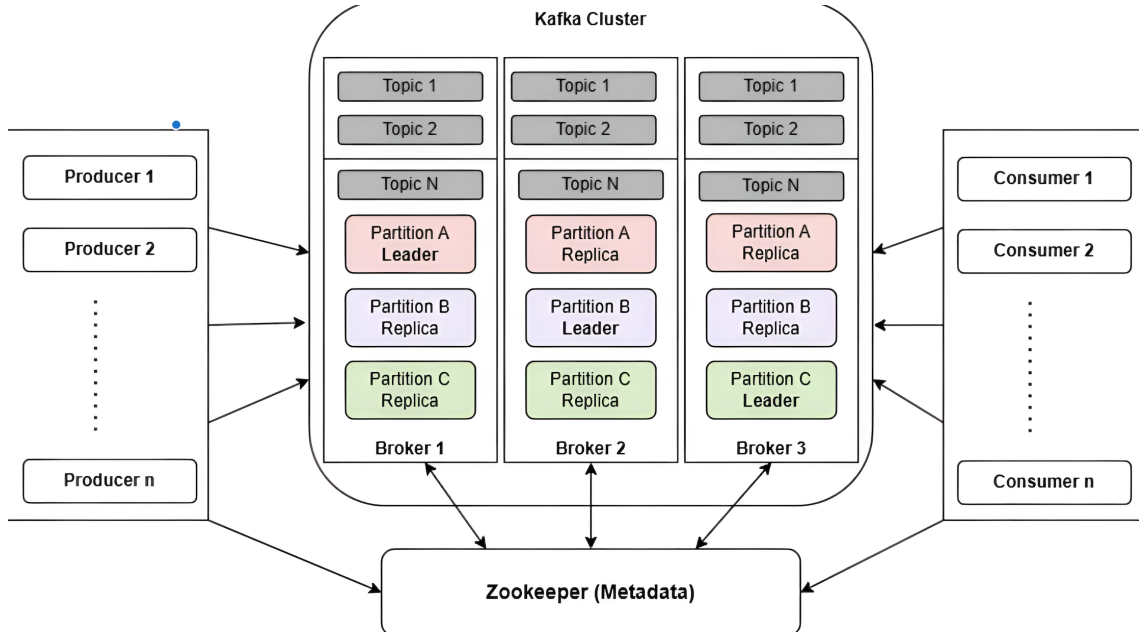 Kafka Cluster
Producer 1
Producer 2
Producer n
Topic 1
Topic 2
Topic N
Partition A
Leader
Partition B
Replica
Partition C
Replica
Broker 1
Topic 1
Topic 2
Topic N
Partition A
Replica
Partition B
Leader
Partition C
Replica
Broker 2
Topic 1
Topic 2
Topic N
Partition A
Replica
Partition B
Replica
Partition C
Leader
Broker 3
Consumer 1
Consumer 2
Consumer n
Zookeeper (Metadata)